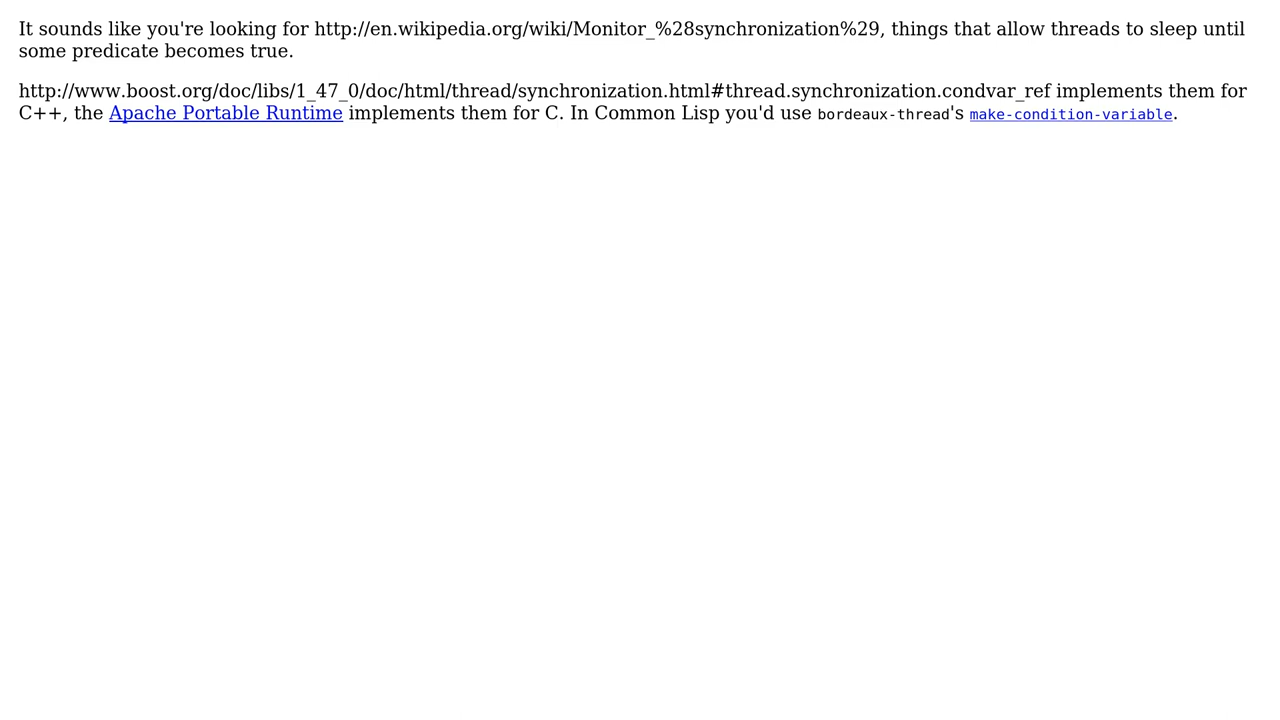 It sounds like you're looking for http://en.wikipedia.org/wiki/Monitor_%28synchronization%29, things that allow threads to sleep until
some predicate becomes true.
http://www.boost.org/doc/libs/1_47_0/doc/html/thread/synchronization.html#thread.synchronization.condvar_ref implements them for
C++, the Apache Portable Runtime implements them for C. In Common Lisp you'd use bordeaux-thread's make-condition-variable.